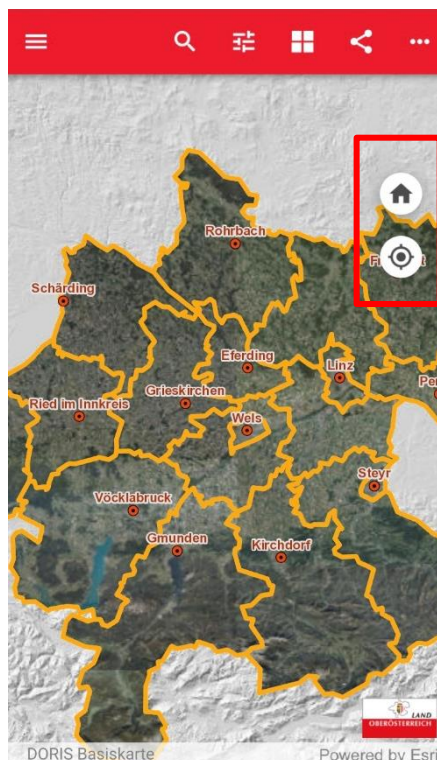 Rohrbach
Schärding
Eferding
Linz
Grieskirchen
Ried im Innkreis
Wels
Steyr
Vöcklabruck
Gmunden
Kirchdorf
LAND
OBERÖSTERREICH
DORIS Basiskarte
Powered by Esri